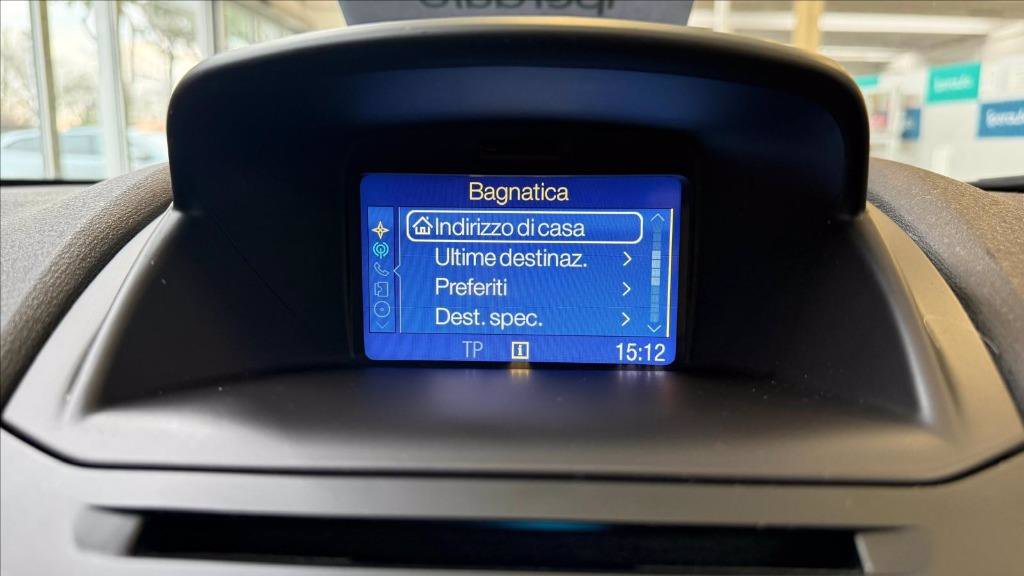 Bagnatica
Indirizzo di casa
Ultime destinaz.
Preferiti
Dest. spec.
TP
15:12